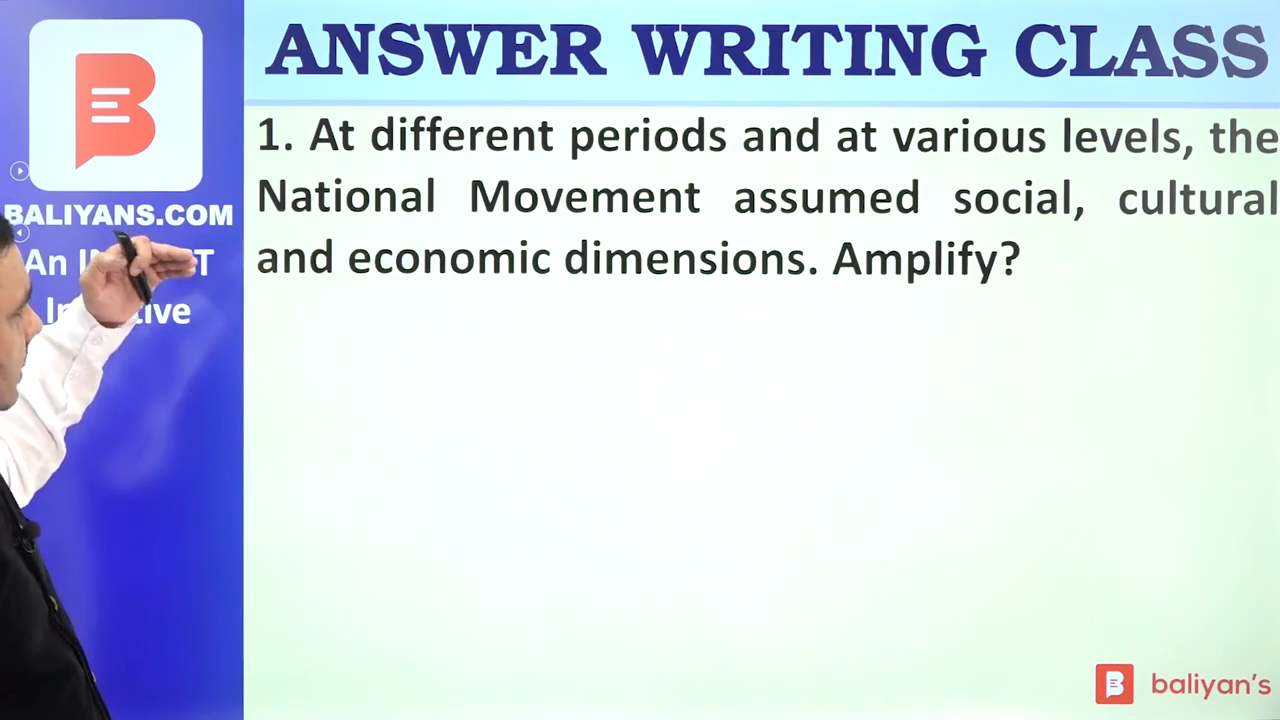 ANSWER WRITING CLASS
1. At different periods and at various levels, the
National Movement assumed social, cultural
and economic dimensions. Amplify?
B
BALIYANS.COM
An
B
baliyan's